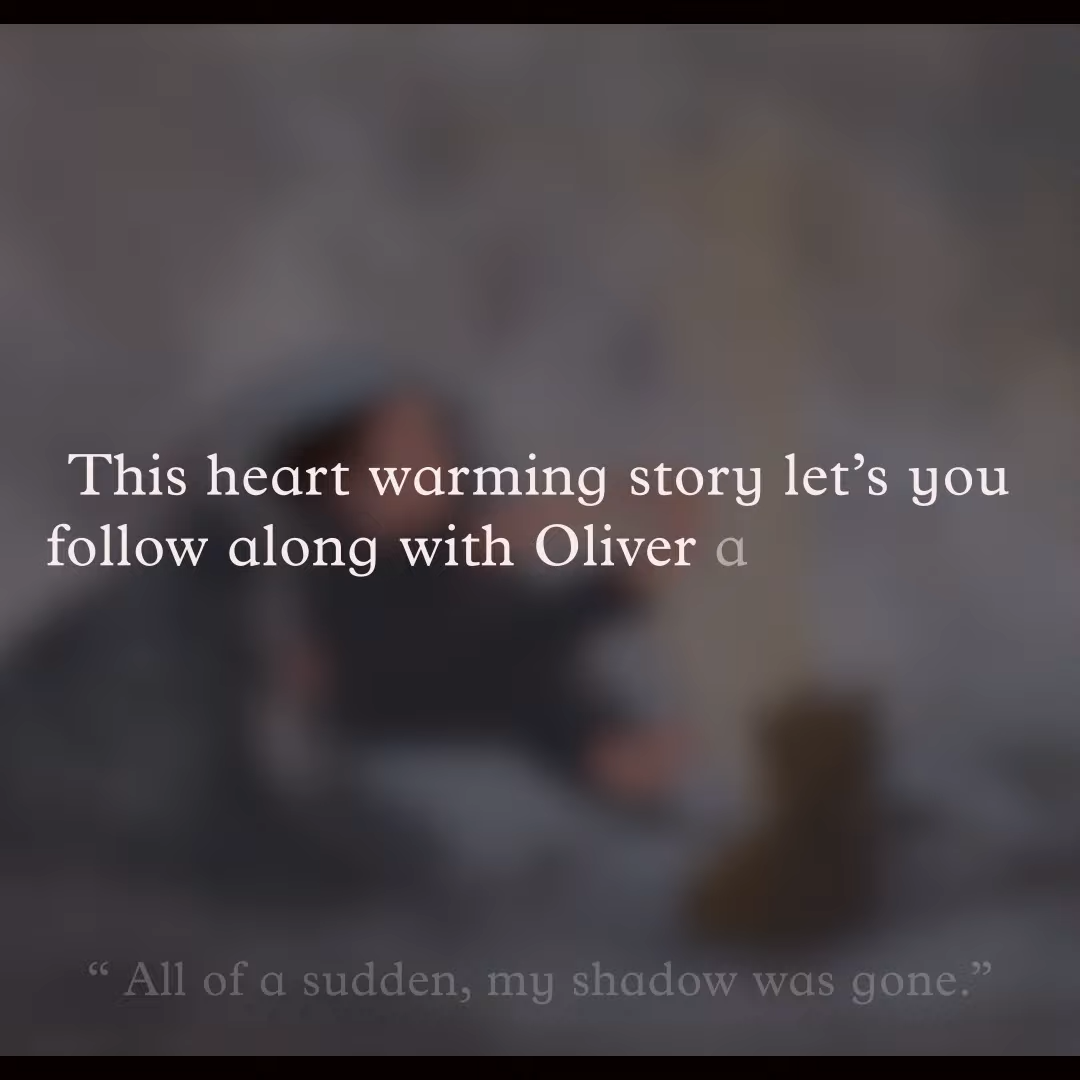 This heart warming story let’s you
follow along with Oliver a
“ All of a sudden, my shadow was gone.”